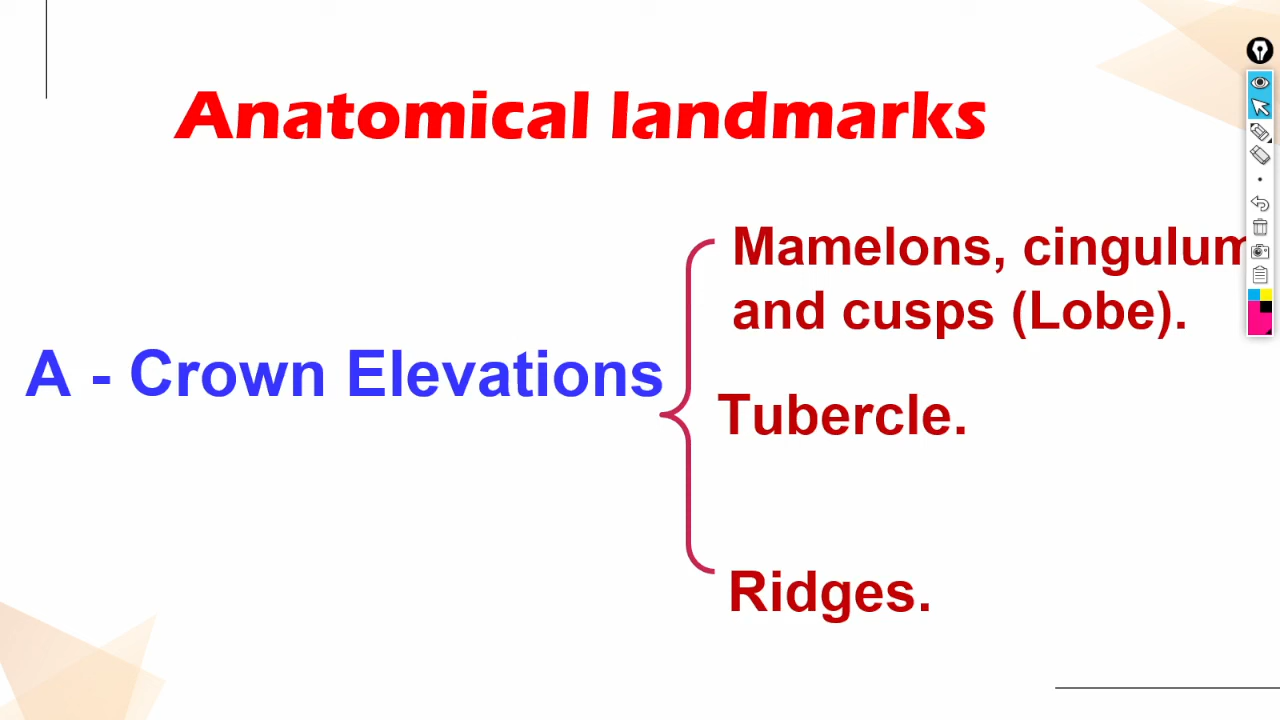 Anatomical landmarks
Mamelons, cingulum
and cusps (Lobe).
A - Crown Elevations
Tubercle.
Ridges.